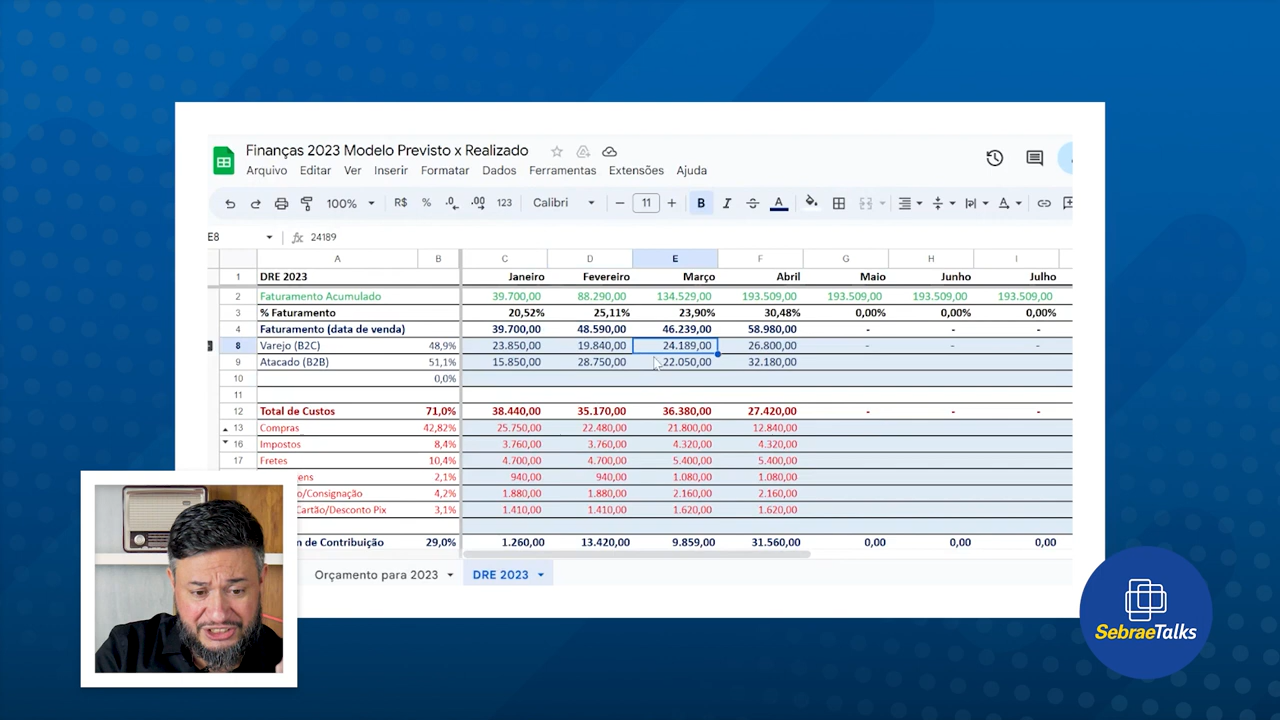 Finanças 2023 Modelo Previsto x Realizado
Arquivo Editar Ver Inserir Formatar Dados Ferramentas Extensões Ajuda
100% R$ % .0 .00 123 Calibri 11 B I S A
E8 fx 24189
A B C D E F G H I
1 DRE 2023 Janeiro Fevereiro Março Abril Maio Junho Julho
2 Faturamento Acumulado 39.700,00 88.290,00 134.529,00 193.509,00 193.509,00 193.509,00 193.509,00
3 % Faturamento 20,52% 25,11% 23,90% 30,48% 0,00% 0,00% 0,00%
4 Faturamento (data de venda) 39.700,00 48.590,00 46.239,00 58.980,00 - - -
8 Varejo (B2C) 48,9% 23.850,00 19.840,00 24.189,00 26.800,00 - - -
9 Atacado (B2B) 51,1% 15.850,00 28.750,00 22.050,00 32.180,00
10 0,0%
11
12 Total de Custos 71,0% 38.440,00 35.170,00 36.380,00 27.420,00 - - -
13 Compras 42,82% 25.750,00 22.480,00 21.800,00 12.840,00
16 Impostos 8,4% 3.760,00 3.760,00 4.320,00 4.320,00
17 Fretes 10,4% 4.700,00 4.700,00 5.400,00 5.400,00
ens 2,1% 940,00 940,00 1.080,00 1.080,00
o/Consignação 4,2% 1.880,00 1.880,00 2.160,00 2.160,00
Cartão/Desconto Pix 3,1% 1.410,00 1.410,00 1.620,00 1.620,00
n de Contribuição 29,0% 1.260,00 13.420,00 9.859,00 31.560,00 0,00 0,00 0,00
Orçamento para 2023 DRE 2023
SebraeTalks